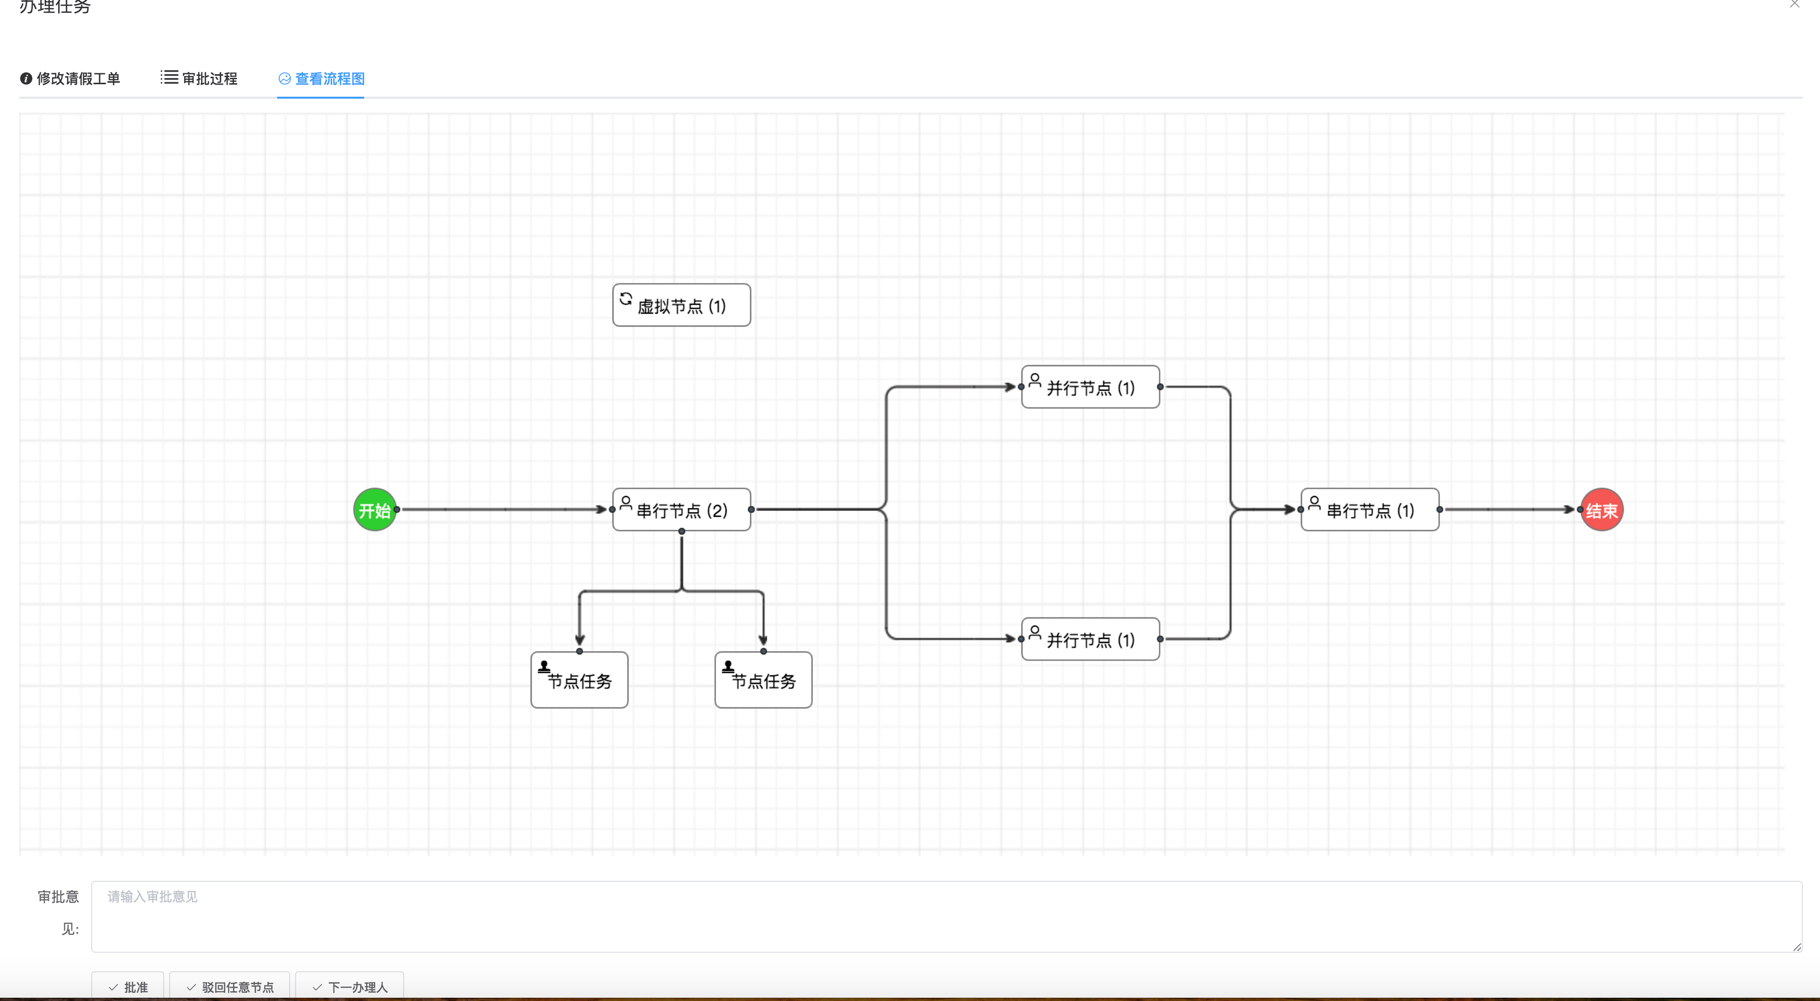 办理任务
修改请假工单
审批过程
查看流程图
虚拟节点 (1)
并行节点 (1)
开始
串行节点 (2)
串行节点 (1)
结束
并行节点 (1)
节点任务
节点任务
审批意
见:
请输入审批意见
批准
驳回任意节点
下一办理人